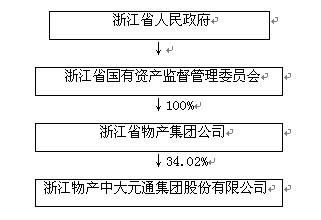 浙江省人民政府
↓
浙江省国有资产监督管理委员会
↓100%
浙江省物产集团公司
↓34.02%
浙江物产中大元通集团股份有限公司